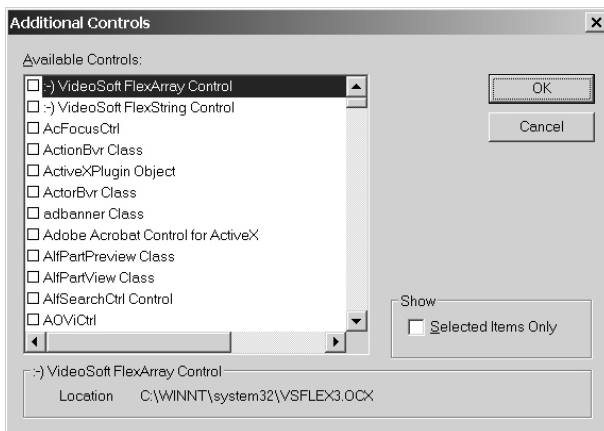 Additional Controls
Available Controls:
:-) VideoSoft FlexArray Control
:-) VideoSoft FlexString Control
AcFocusCtrl
ActionBvr Class
ActiveXPlugin Object
ActorBvr Class
adbanner Class
Adobe Acrobat Control for ActiveX
AlfPartPreview Class
AlfPartView Class
AlfSearchCtrl Control
AOViCtrl
OK
Cancel
Show
Selected Items Only
:-) VideoSoft FlexArray Control
Location C:\WINNT\system32\VSFLEX3.OCX